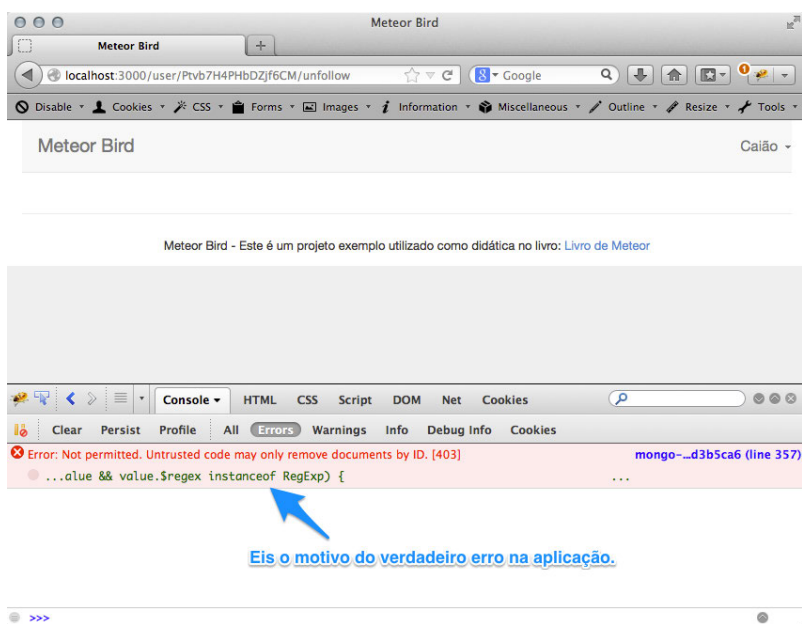 Meteor Bird
Meteor Bird +
localhost:3000/user/Ptvb7H4PHbDZjf6CM/unfollow 8 Google 1
Disable Cookies CSS Forms Images Information Miscellaneous Outline Resize Tools
Meteor Bird Caião
Meteor Bird - Este é um projeto exemplo utilizado como didática no livro: Livro de Meteor
Console HTML CSS Script DOM Net Cookies
Clear Persist Profile All Errors Warnings Info Debug Info Cookies
Error: Not permitted. Untrusted code may only remove documents by ID. [403] mongo-...d3b5ca6 (line 357)
...alue && value.$regex instanceof RegExp) { ...
Eis o motivo do verdadeiro erro na aplicação.
>>>